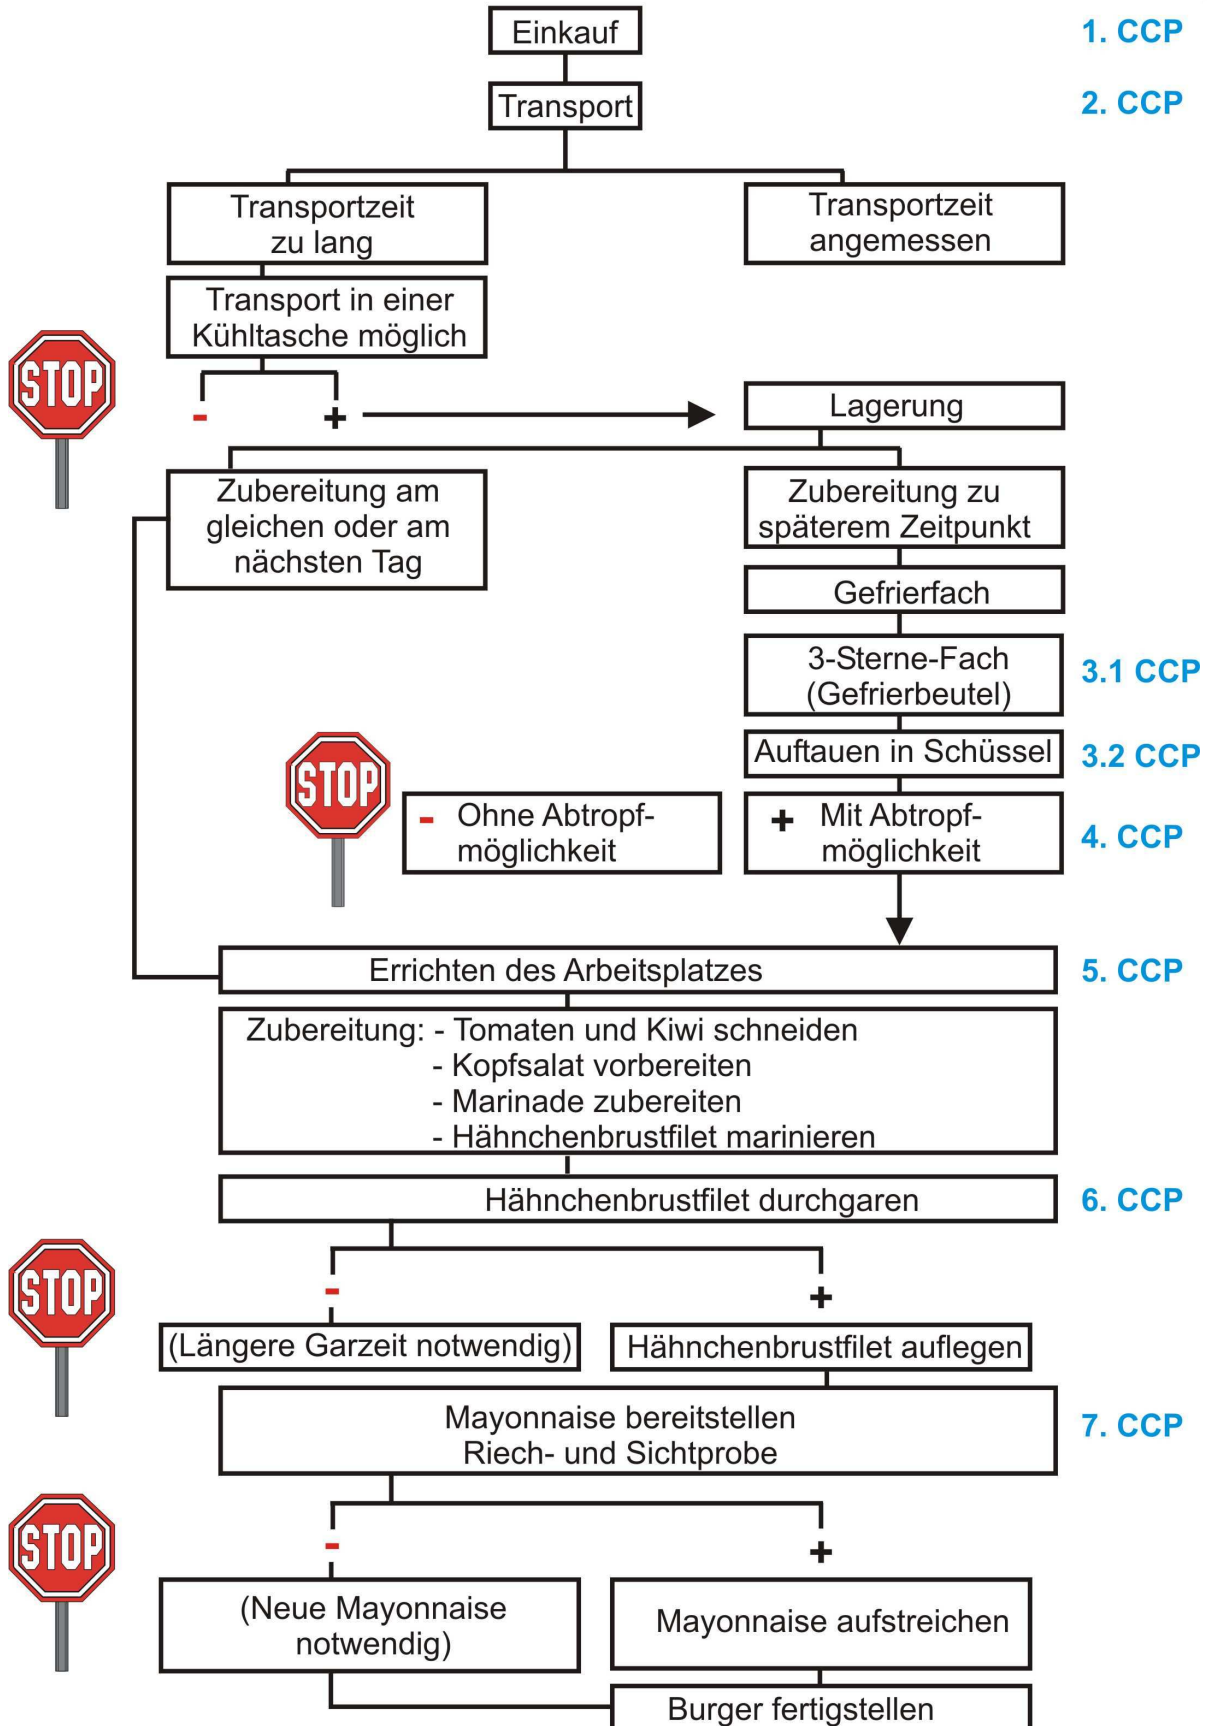 Einkauf
1. CCP
Transport
2. CCP
Transportzeit
zu lang
Transportzeit
angemessen
Transport in einer
Kühltasche möglich
STOP
- +
Lagerung
Zubereitung am
gleichen oder am
nächsten Tag
Zubereitung zu
späterem Zeitpunkt
Gefrierfach
3-Sterne-Fach
(Gefrierbeutel)
3.1 CCP
Auftauen in Schüssel
3.2 CCP
STOP
- Ohne Abtropf-
möglichkeit
+ Mit Abtropf-
möglichkeit
4. CCP
Errichten des Arbeitsplatzes
5. CCP
Zubereitung: - Tomaten und Kiwi schneiden
- Kopfsalat vorbereiten
- Marinade zubereiten
- Hähnchenbrustfilet marinieren
Hähnchenbrustfilet durchgaren
6. CCP
STOP
- +
(Längere Garzeit notwendig)
Hähnchenbrustfilet auflegen
Mayonnaise bereitstellen
Riech- und Sichtprobe
7. CCP
STOP
- +
(Neue Mayonnaise
notwendig)
Mayonnaise aufstreichen
Burger fertigstellen